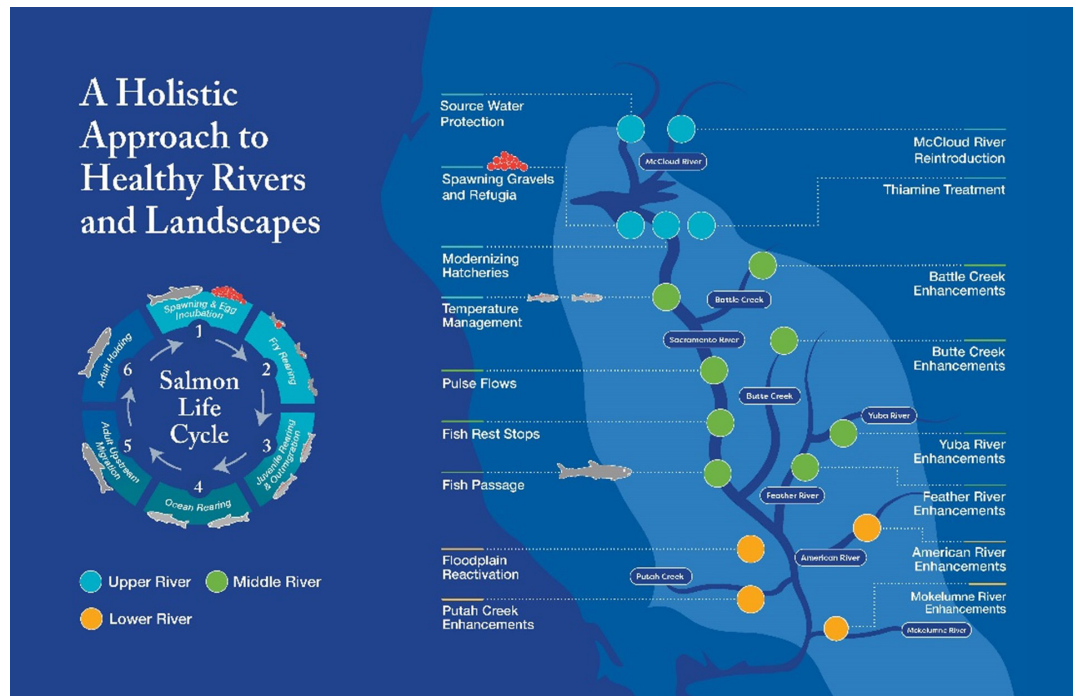 A Holistic
Approach to
Healthy Rivers
and Landscapes
Spawning & Egg
Incubation
1
Fry Rearing
2
Juvenile Rearing
& Outmigration
3
Ocean Rearing
4
Adult Upstream
Migration
5
Adult Holding
6
Salmon
Life
Cycle
Upper River
Middle River
Lower River
Source Water
Protection
Spawning Gravels
and Refugia
Modernizing
Hatcheries
Temperature
Management
Pulse Flows
Fish Rest Stops
Fish Passage
Floodplain
Reactivation
Putah Creek
Enhancements
McCloud River
Battle Creek
Sacramento River
Butte Creek
Yuba River
Feather River
American River
Putah Creek
Mokelumne River
McCloud River
Reintroduction
Thiamine Treatment
Battle Creek
Enhancements
Butte Creek
Enhancements
Yuba River
Enhancements
Feather River
Enhancements
American River
Enhancements
Mokelumne River
Enhancements